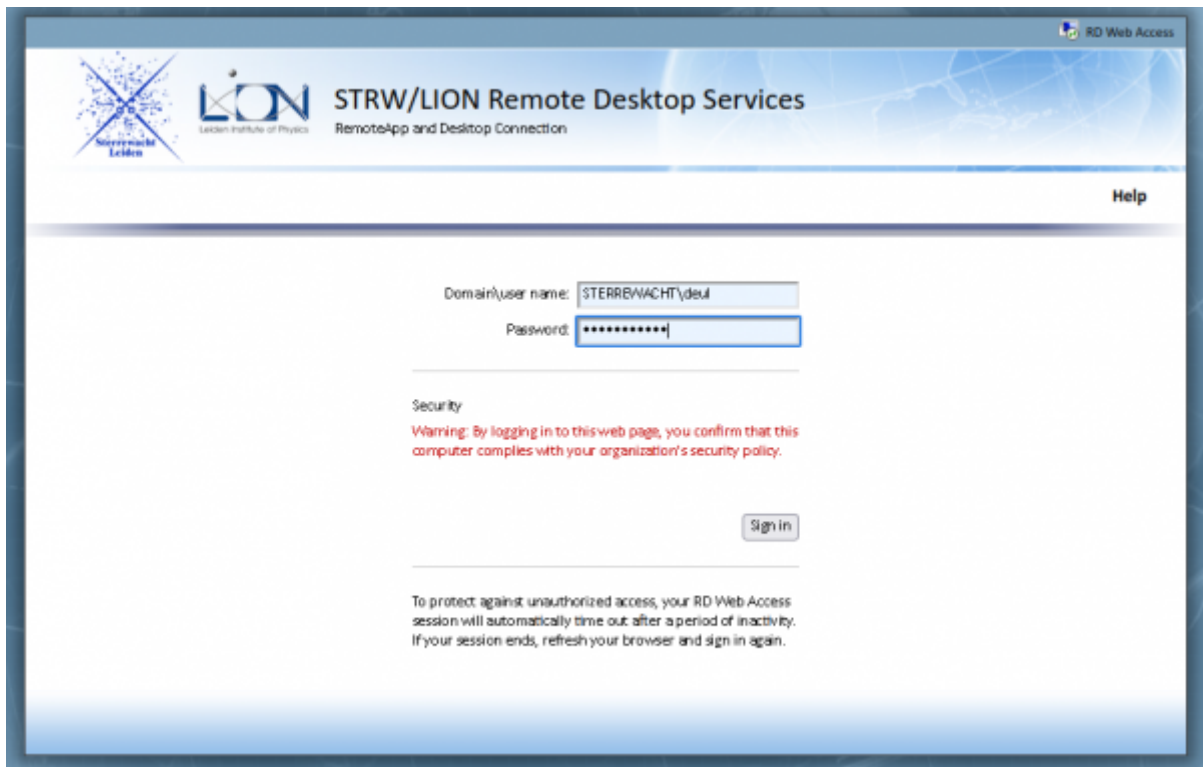 RD Web Access
Sterrewacht
Leiden
LION
Leiden Institute of Physics
STRW/LION Remote Desktop Services
RemoteApp and Desktop Connection
Help
Domain\user name: STERREWACHT\deul
Password: •••••••••••
Security
Warning: By logging in to this web page, you confirm that this
computer complies with your organization's security policy.
Sign in
To protect against unauthorized access, your RD Web Access
session will automatically time out after a period of inactivity.
If your session ends, refresh your browser and sign in again.